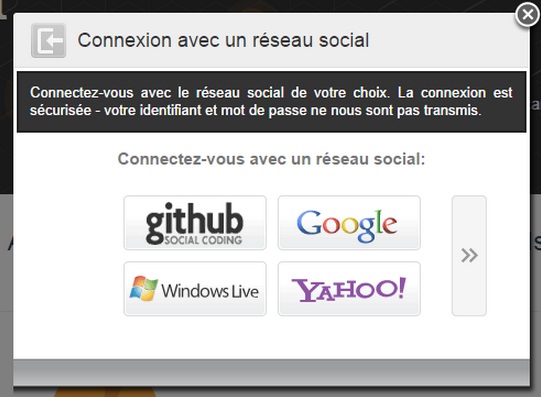 Connexion avec un réseau social
Connectez-vous avec le réseau social de votre choix. La connexion est
sécurisée - votre identifiant et mot de passe ne nous sont pas transmis.
Connectez-vous avec un réseau social:
github
SOCIAL CODING
Google
Windows Live
YAHOO!
»